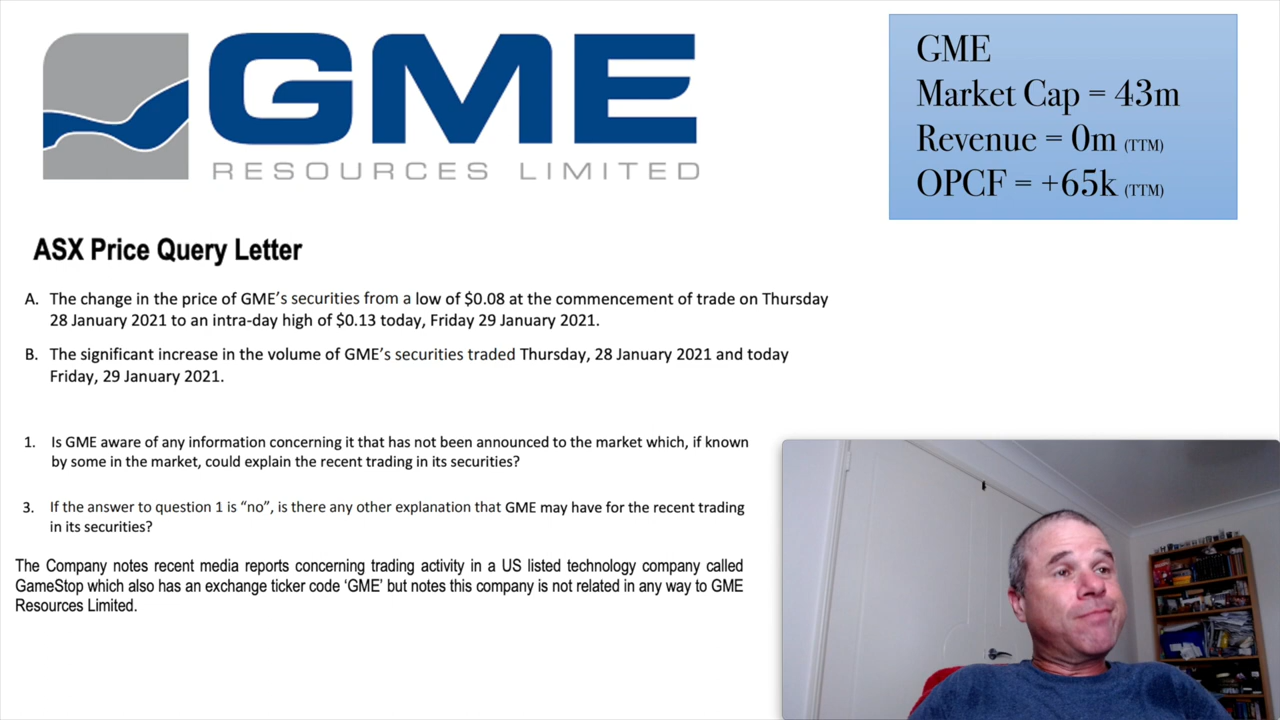 GME
RESOURCES LIMITED
GME
Market Cap = 43m
Revenue = 0m (TTM)
OPCF = +65k (TTM)
ASX Price Query Letter
A. The change in the price of GME's securities from a low of $0.08 at the commencement of trade on Thursday
28 January 2021 to an intra-day high of $0.13 today, Friday 29 January 2021.
B. The significant increase in the volume of GME's securities traded Thursday, 28 January 2021 and today
Friday, 29 January 2021.
1. Is GME aware of any information concerning it that has not been announced to the market which, if known
by some in the market, could explain the recent trading in its securities?
3. If the answer to question 1 is “no”, is there any other explanation that GME may have for the recent trading
in its securities?
The Company notes recent media reports concerning trading activity in a US listed technology company called
GameStop which also has an exchange ticker code ‘GME’ but notes this company is not related in any way to GME
Resources Limited.